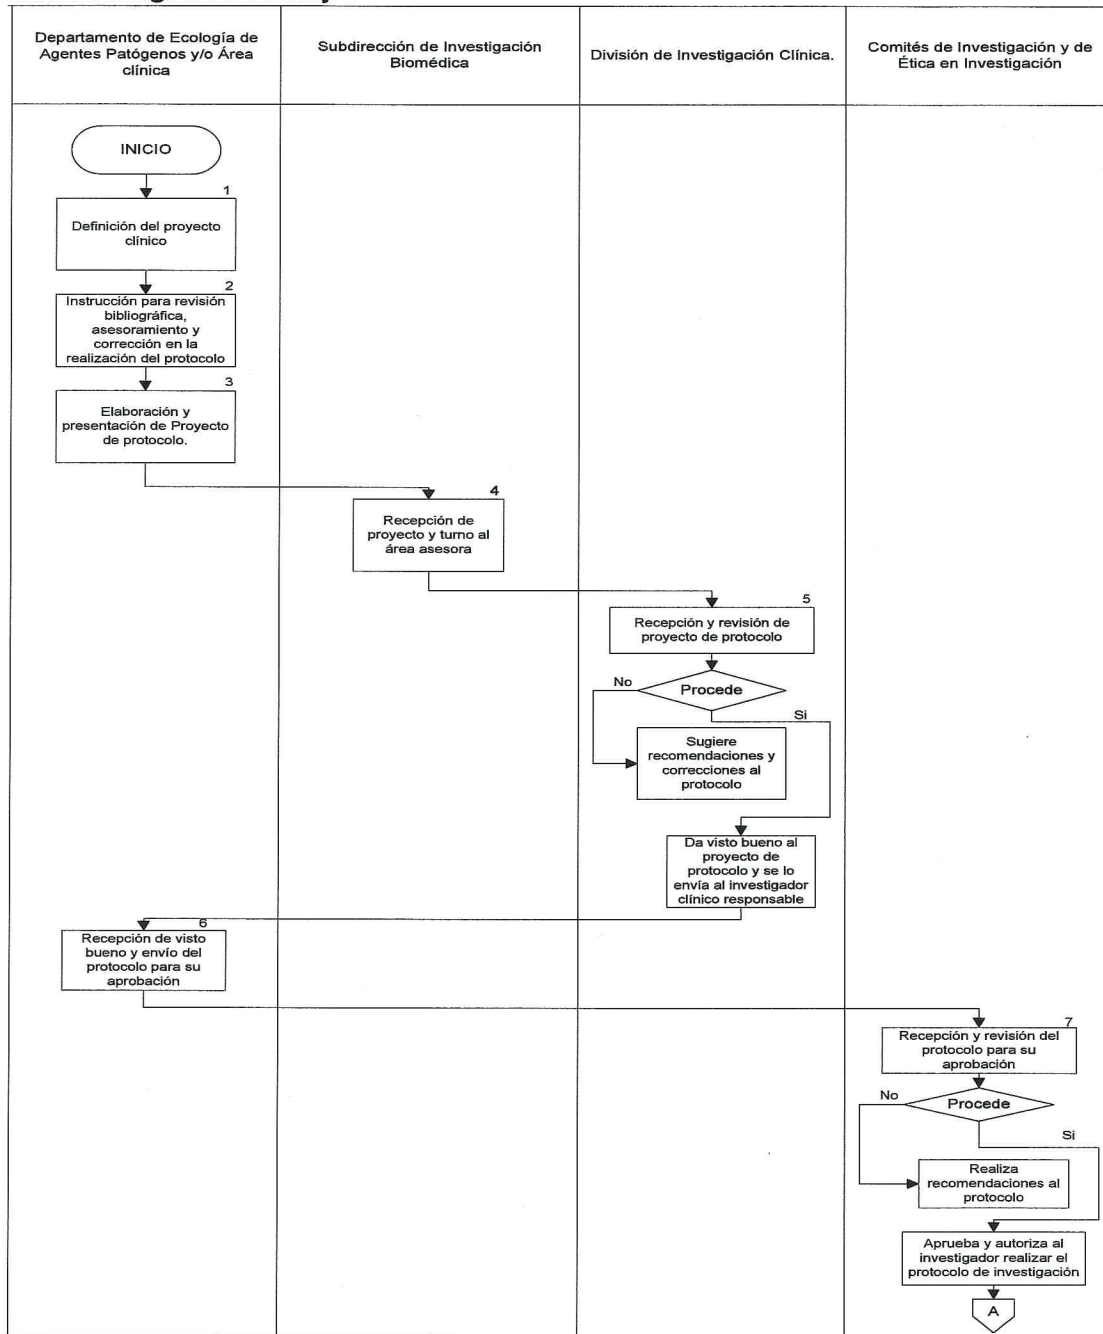 Departamento de Ecología de
Agentes Patógenos y/o Área
clínica
Subdirección de Investigación
Biomédica
División de Investigación Clínica.
Comités de Investigación y de
Ética en Investigación
INICIO
1
Definición del proyecto
clínico
2
Instrucción para revisión
bibliográfica,
asesoramiento y
corrección en la
realización del protocolo
3
Elaboración y
presentación de Proyecto
de protocolo.
4
Recepción de
proyecto y turno al
área asesora
5
Recepción y revisión de
proyecto de protocolo
No
Procede
Si
Sugiere
recomendaciones y
correcciones al
protocolo
Da visto bueno al
proyecto de
protocolo y se lo
envía al investigador
clínico responsable
6
Recepción de visto
bueno y envío del
protocolo para su
aprobación
7
Recepción y revisión del
protocolo para su
aprobación
No
Procede
Si
Realiza
recomendaciones al
protocolo
Aprueba y autoriza al
investigador realizar el
protocolo de investigación
A